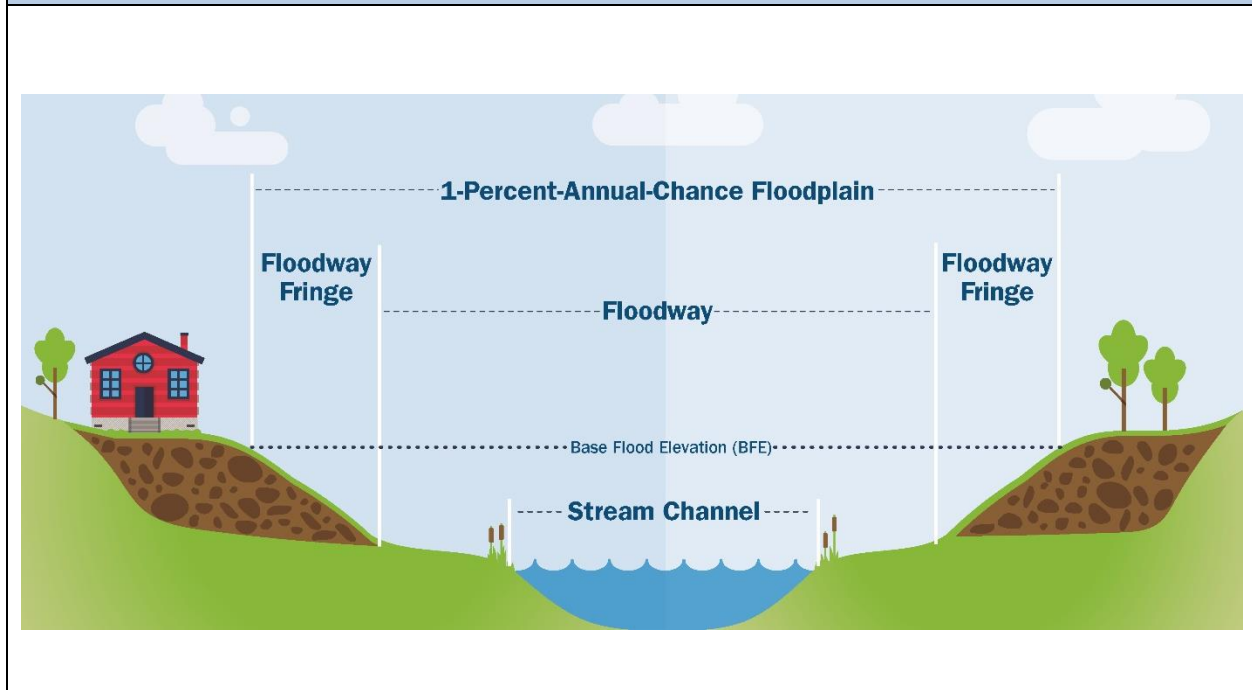 1-Percent-Annual-Chance Floodplain
Floodway
Fringe
Floodway
Fringe
Floodway
Base Flood Elevation (BFE)
Stream Channel